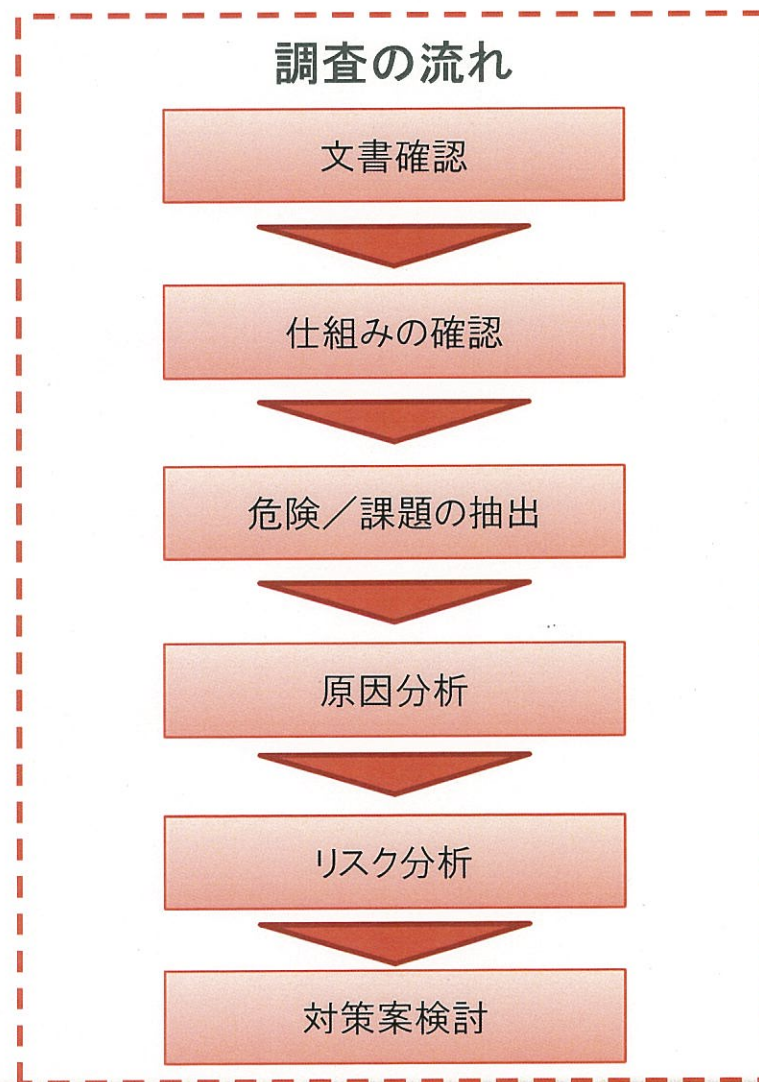 調査の流れ
文書確認
仕組みの確認
危険／課題の抽出
原因分析
リスク分析
対策案検討